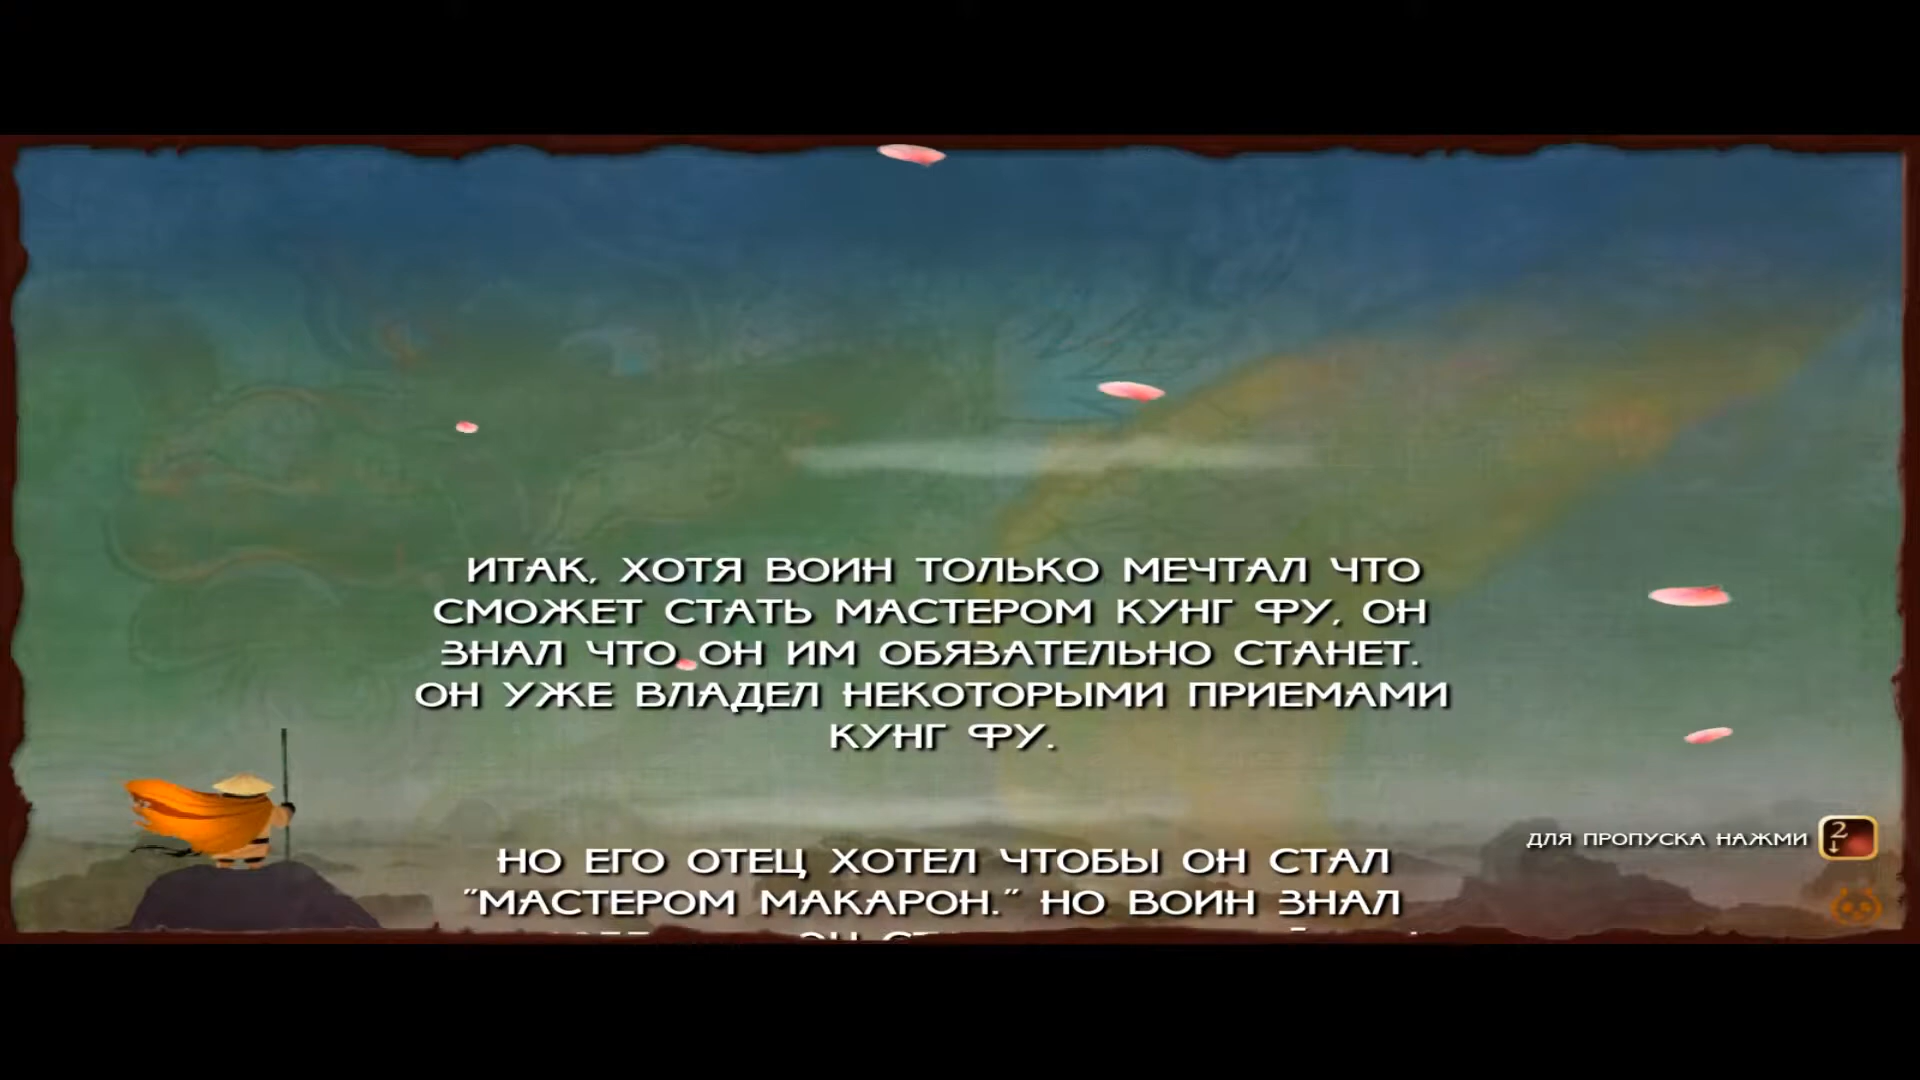 ИТАК, ХОТЯ ВОИН ТОЛЬКО МЕЧТАЛ ЧТО
СМОЖЕТ СТАТЬ МАСТЕРОМ КУНГ ФУ, ОН
ЗНАЛ ЧТО ОН ИМ ОБЯЗАТЕЛЬНО СТАНЕТ.
ОН УЖЕ ВЛАДЕЛ НЕКОТОРЫМИ ПРИЕМАМИ
КУНГ ФУ.
ДЛЯ ПРОПУСКА НАЖМИ 2
НО ЕГО ОТЕЦ ХОТЕЛ ЧТОБЫ ОН СТАЛ
"МАСТЕРОМ МАКАРОН." НО ВОИН ЗНАЛ